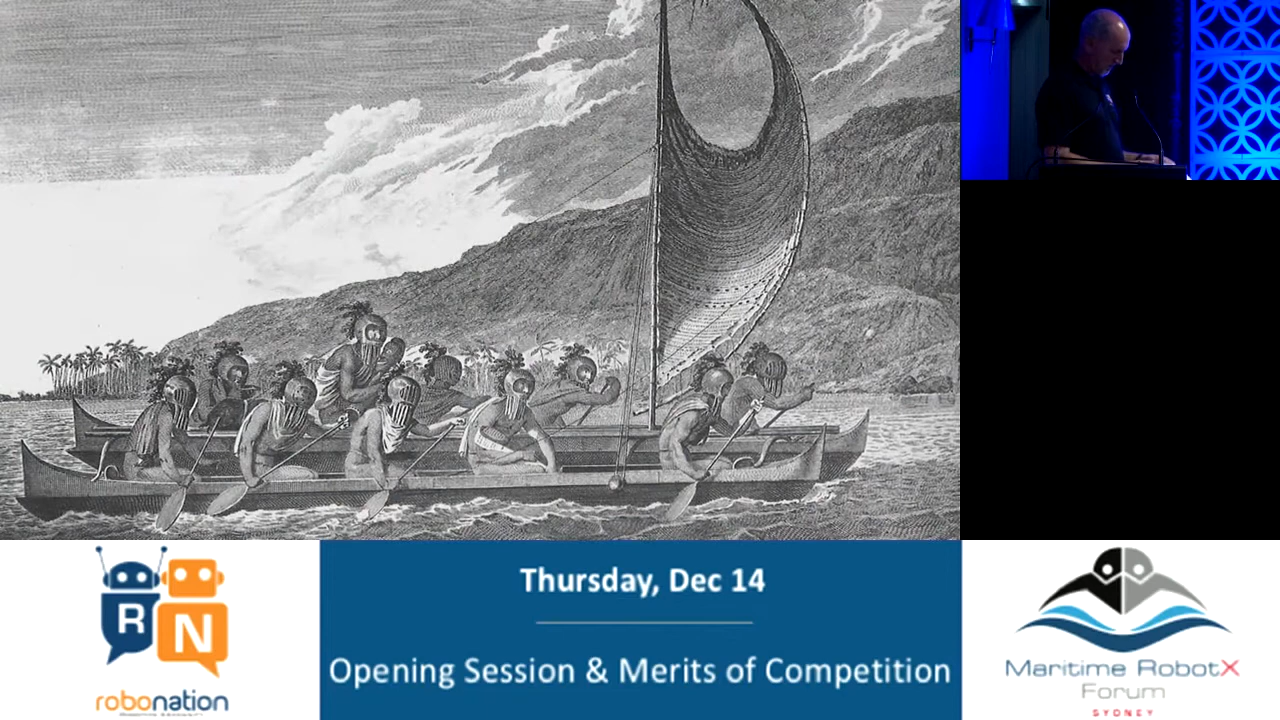 Thursday, Dec 14
Opening Session & Merits of Competition
R
N
robonation
Maritime RobotX
Forum
SYDNEY